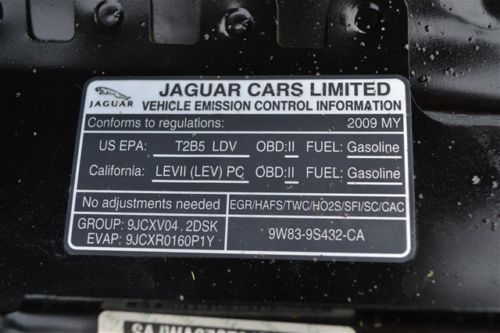 JAGUAR
JAGUAR CARS LIMITED
VEHICLE EMISSION CONTROL INFORMATION
Conforms to regulations: 2009 MY
US EPA: T2B5 LDV OBD:II FUEL: Gasoline
California: LEVII (LEV) PC OBD:II FUEL: Gasoline
No adjustments needed EGR/HAFS/TWC/HO2S/SFI/SC/CAC
GROUP: 9JCXV04.2DSK
EVAP: 9JCXR0160P1Y 9W83-9S432-CA